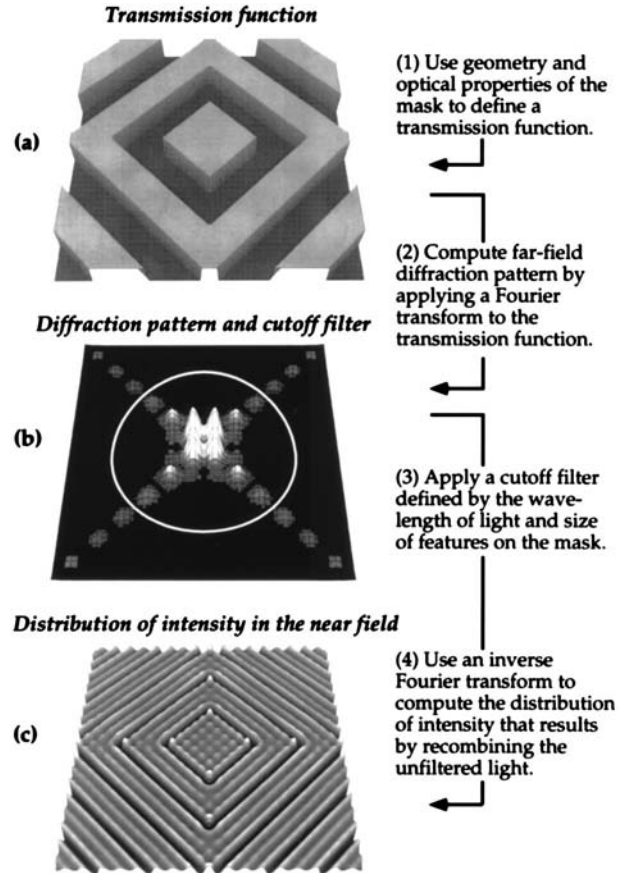 Transmission function
(1) Use geometry and
optical properties of the
mask to define a
transmission function.
(a)
(2) Compute far-field
diffraction pattern by
applying a Fourier
transform to the
transmission function.
Diffraction pattern and cutoff filter
(b)
(3) Apply a cutoff filter
defined by the wave-
length of light and size
of features on the mask.
Distribution of intensity in the near field
(c)
(4) Use an inverse
Fourier transform to
compute the distribution
of intensity that results
by recombining the
unfiltered light.